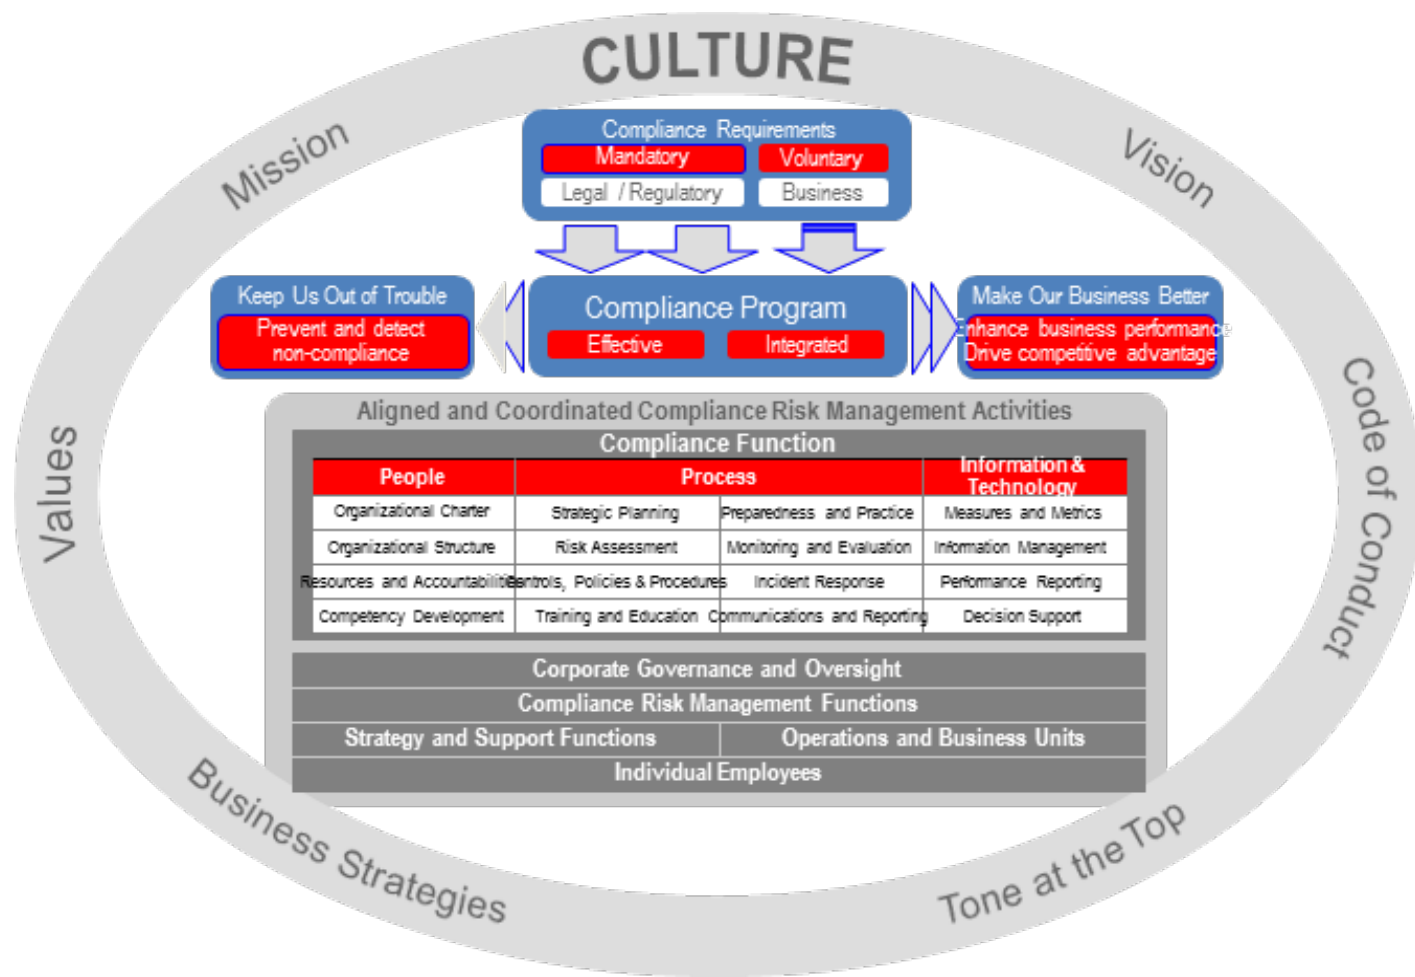 CULTURE
Mission
Vision
Compliance Requirements
Mandatory
Voluntary
Legal / Regulatory
Business
Keep Us Out of Trouble
Prevent and detect
non-compliance
Compliance Program
Effective
Integrated
Make Our Business Better
Enhance business performance
Drive competitive advantage
Values
Code of Conduct
Aligned and Coordinated Compliance Risk Management Activities
Compliance Function
People
Process
Information &
Technology
Organizational Charter
Strategic Planning
Preparedness and Practice
Measures and Metrics
Organizational Structure
Risk Assessment
Monitoring and Evaluation
Information Management
Resources and Accountabilities
Controls, Policies & Procedures
Incident Response
Performance Reporting
Competency Development
Training and Education
Communications and Reporting
Decision Support
Corporate Governance and Oversight
Compliance Risk Management Functions
Strategy and Support Functions
Operations and Business Units
Individual Employees
Business Strategies
Tone at the Top